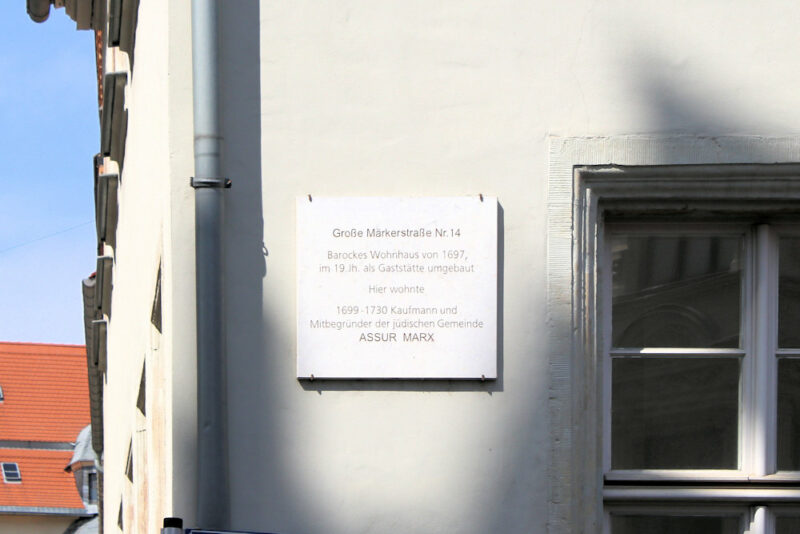 Große Märkerstraße Nr.14
Barockes Wohnhaus von 1697,
im 19.Jh. als Gaststätte umgebaut
Hier wohnte
1699-1730 Kaufmann und
Mitbegründer der jüdischen Gemeinde
ASSUR MARX